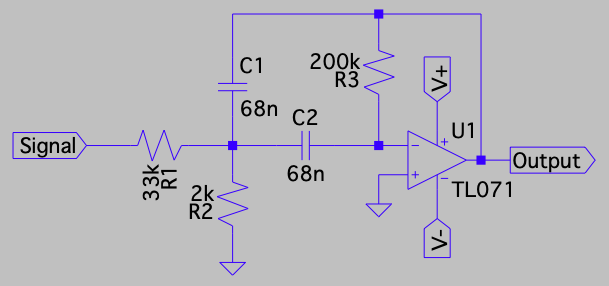 C1
68n
200k
R3
V+
C2
68n
U1
Signal
33k
R1
2k
R2
−
+
+
−
TL071
Output
V-